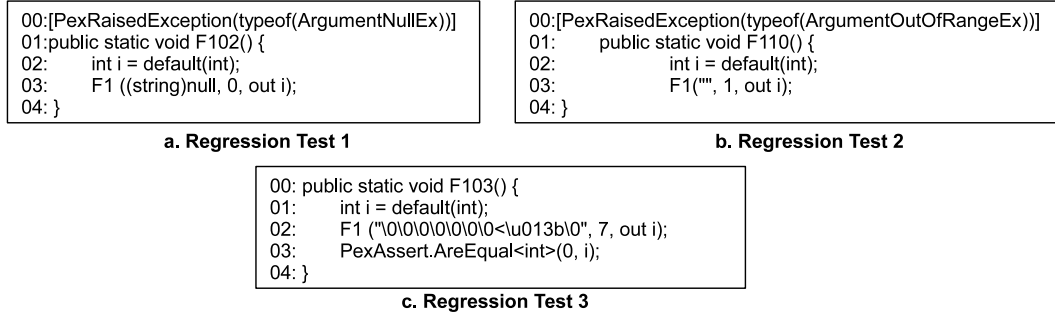 00:[PexRaisedException(typeof(ArgumentNullEx))]
01:public static void F102() {
02: int i = default(int);
03: F1 ((string)null, 0, out i);
04: }
a. Regression Test 1
00:[PexRaisedException(typeof(ArgumentOutOfRangeEx))]
01: public static void F110() {
02: int i = default(int);
03: F1("", 1, out i);
04: }
b. Regression Test 2
00: public static void F103() {
01: int i = default(int);
02: F1 ("\0\0\0\0\0\0\0<\u013b\0", 7, out i);
03: PexAssert.AreEqual<int>(0, i);
04: }
c. Regression Test 3